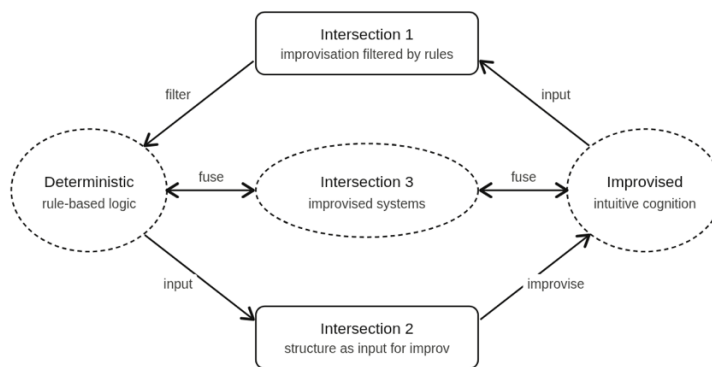 Intersection 1
improvisation filtered by rules
filter
input
Deterministic
rule-based logic
fuse
Intersection 3
improvised systems
fuse
Improvised
intuitive cognition
input
improvise
Intersection 2
structure as input for improv